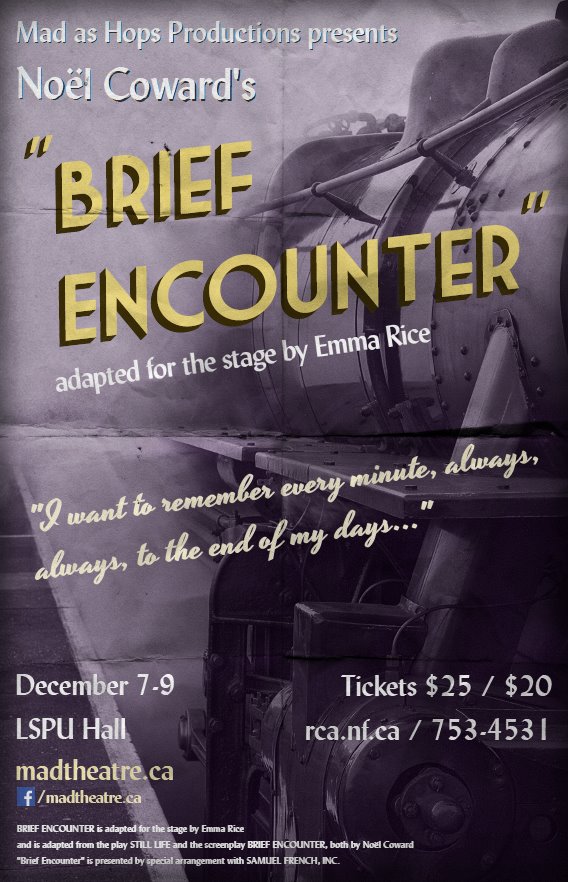 Mad as Hops Productions presents
Noël Coward's
"BRIEF
ENCOUNTER"
adapted for the stage by Emma Rice
"I want to remember every minute, always,
always, to the end of my days..."
December 7-9
Tickets $25 / $20
LSPU Hall
rca.nf.ca / 753-4531
madtheatre.ca
/madtheatre.ca
BRIEF ENCOUNTER is adapted for the stage by Emma Rice
and is adapted from the play STILL LIFE and the screenplay BRIEF ENCOUNTER, both by Noël Coward
"Brief Encounter" is presented by special arrangement with SAMUEL FRENCH, INC.